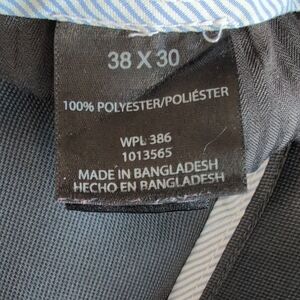 38 X 30
100% POLYESTER/POLIÉSTER
WPL 386
1013565
MADE IN BANGLADESH
HECHO EN BANGLADESH